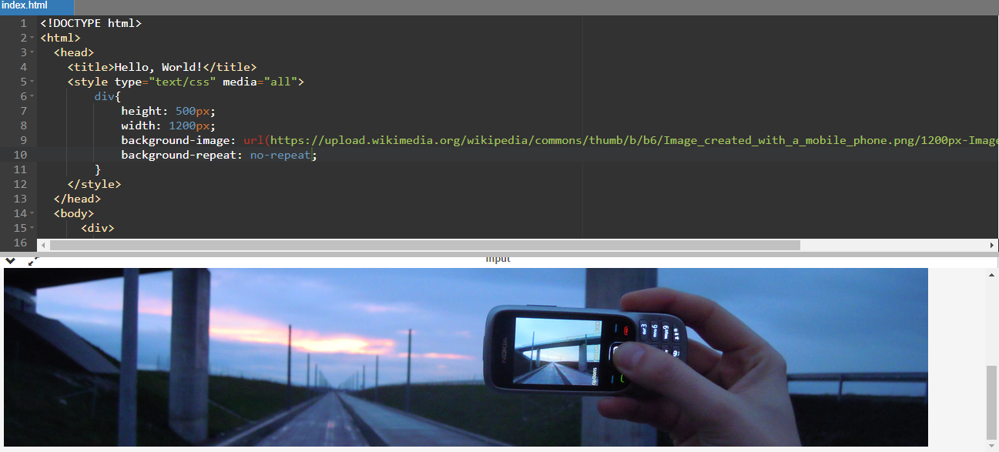 index.html
1 <!DOCTYPE html>
2 <html>
3 <head>
4 <title>Hello, World!</title>
5 <style type="text/css" media="all">
6 div{
7 height: 500px;
8 width: 1200px;
9 background-image: url(https://upload.wikimedia.org/wikipedia/commons/thumb/b/b6/Image_created_with_a_mobile_phone.png/1200px-Image
10 background-repeat: no-repeat;
11 }
12 </style>
13 </head>
14 <body>
15 <div>
16
input
NOKIA
Options